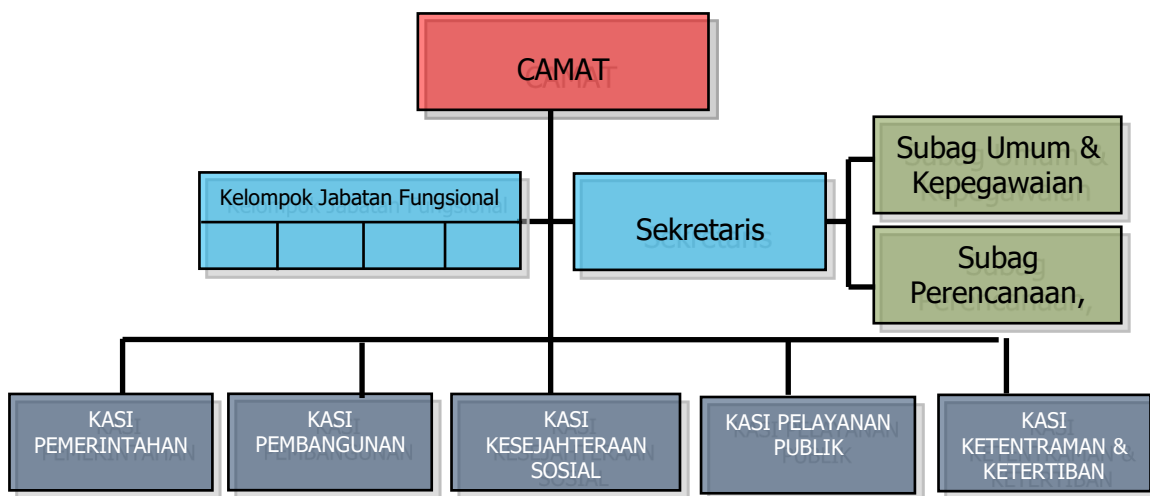 CAMAT
Kelompok Jabatan Fungsional
Sekretaris
Subag Umum &
Kepegawaian
Subag
Perencanaan,
KASI
PEMERINTAHAN
KASI
PEMBANGUNAN
KASI
KESEJAHTERAAN
SOSIAL
KASI PELAYANAN
PUBLIK
KASI
KETENTRAMAN &
KETERTIBAN